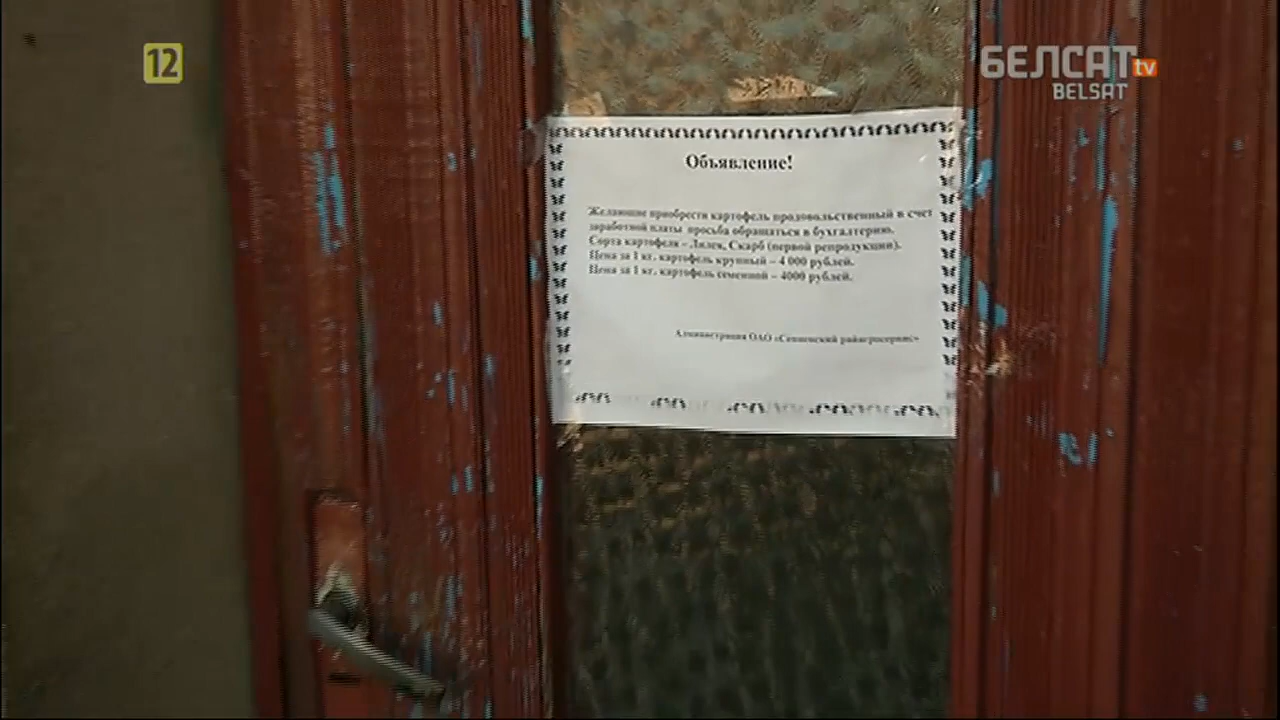 12
БЕЛСАТ tv
BELSAT
Объявление!
Желающие приобрести картофель продовольственный в счет
заработной платы просьба обращаться в бухгалтерию.
Сорта картофеля – Лилея, Скарб (первой репродукции).
Цена за 1 кг. картофель крупный – 4 000 рублей.
Цена за 1 кг. картофель семенной – 4000 рублей.
Администрация ОАО «Сенненский райагросервис»